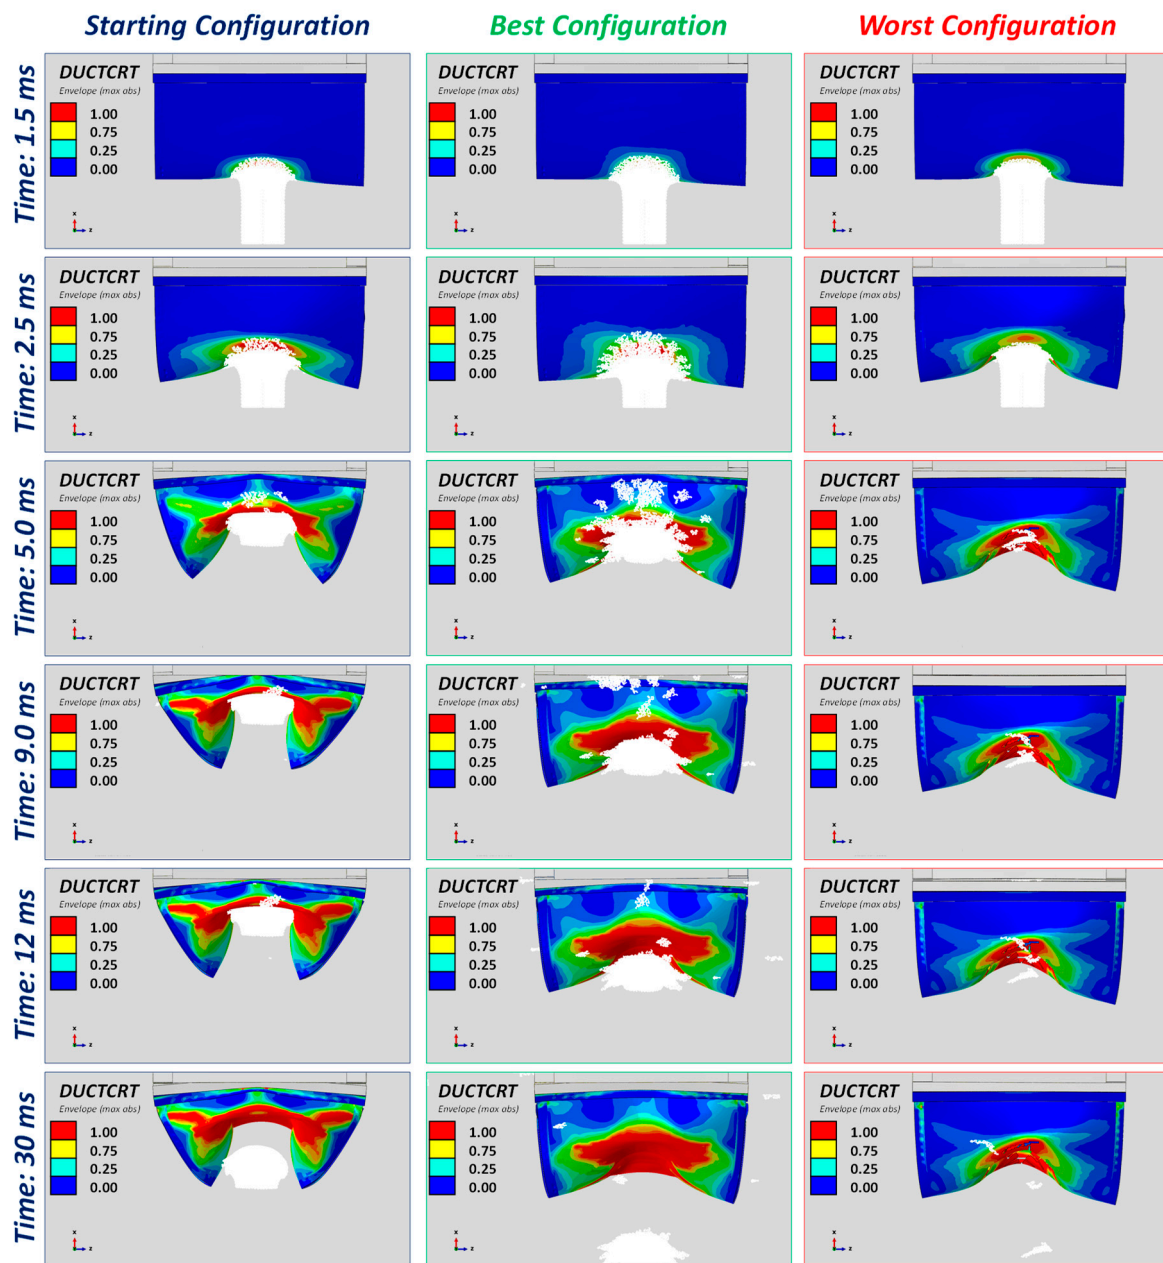 Starting Configuration Best Configuration Worst Configuration
Time: 1.5 ms
DUCTCRT
Envelope (max abs)
1.00
0.75
0.25
0.00
x
z
DUCTCRT
Envelope (max abs)
1.00
0.75
0.25
0.00
x
z
DUCTCRT
Envelope (max abs)
1.00
0.75
0.25
0.00
x
z
Time: 2.5 ms
DUCTCRT
Envelope (max abs)
1.00
0.75
0.25
0.00
x
z
DUCTCRT
Envelope (max abs)
1.00
0.75
0.25
0.00
x
z
DUCTCRT
Envelope (max abs)
1.00
0.75
0.25
0.00
x
z
Time: 5.0 ms
DUCTCRT
Envelope (max abs)
1.00
0.75
0.25
0.00
x
z
DUCTCRT
Envelope (max abs)
1.00
0.75
0.25
0.00
x
z
DUCTCRT
Envelope (max abs)
1.00
0.75
0.25
0.00
x
z
Time: 9.0 ms
DUCTCRT
Envelope (max abs)
1.00
0.75
0.25
0.00
x
z
DUCTCRT
Envelope (max abs)
1.00
0.75
0.25
0.00
x
z
DUCTCRT
Envelope (max abs)
1.00
0.75
0.25
0.00
x
z
Time: 12 ms
DUCTCRT
Envelope (max abs)
1.00
0.75
0.25
0.00
x
z
DUCTCRT
Envelope (max abs)
1.00
0.75
0.25
0.00
x
z
DUCTCRT
Envelope (max abs)
1.00
0.75
0.25
0.00
x
z
Time: 30 ms
DUCTCRT
Envelope (max abs)
1.00
0.75
0.25
0.00
x
z
DUCTCRT
Envelope (max abs)
1.00
0.75
0.25
0.00
x
z
DUCTCRT
Envelope (max abs)
1.00
0.75
0.25
0.00
x
z